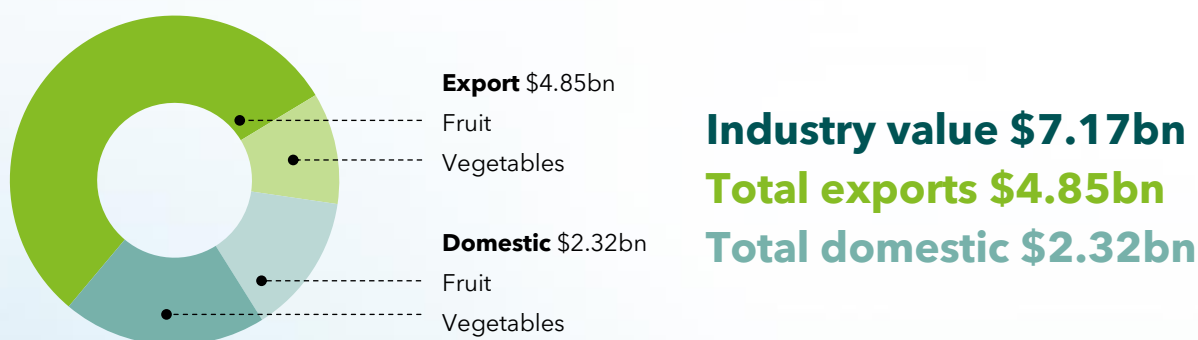 Export $4.85bn
Fruit
Vegetables
Domestic $2.32bn
Fruit
Vegetables
Industry value $7.17bn
Total exports $4.85bn
Total domestic $2.32bn